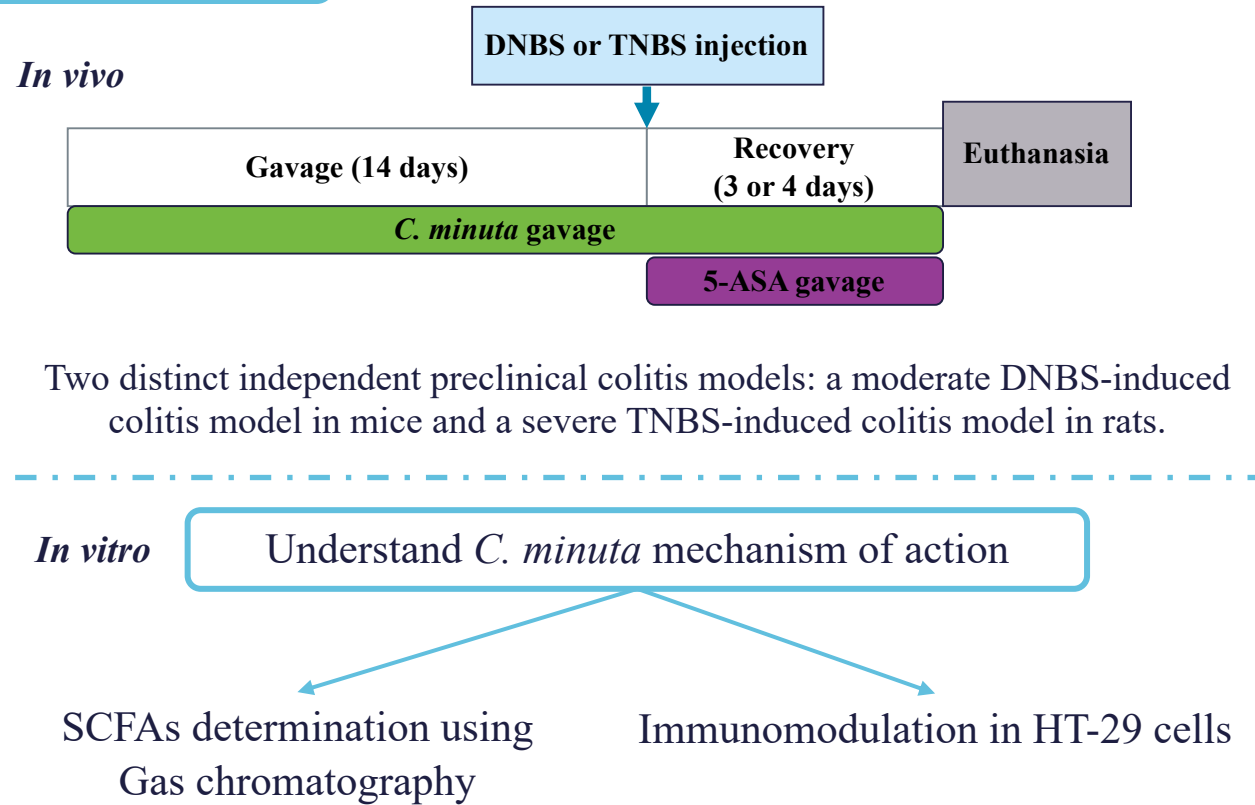 DNBS or TNBS injection
In vivo
Gavage (14 days)
Recovery
(3 or 4 days)
Euthanasia
C. minuta gavage
5-ASA gavage
Two distinct independent preclinical colitis models: a moderate DNBS-induced
colitis model in mice and a severe TNBS-induced colitis model in rats.
In vitro
Understand C. minuta mechanism of action
SCFAs determination using
Gas chromatography
Immunomodulation in HT-29 cells